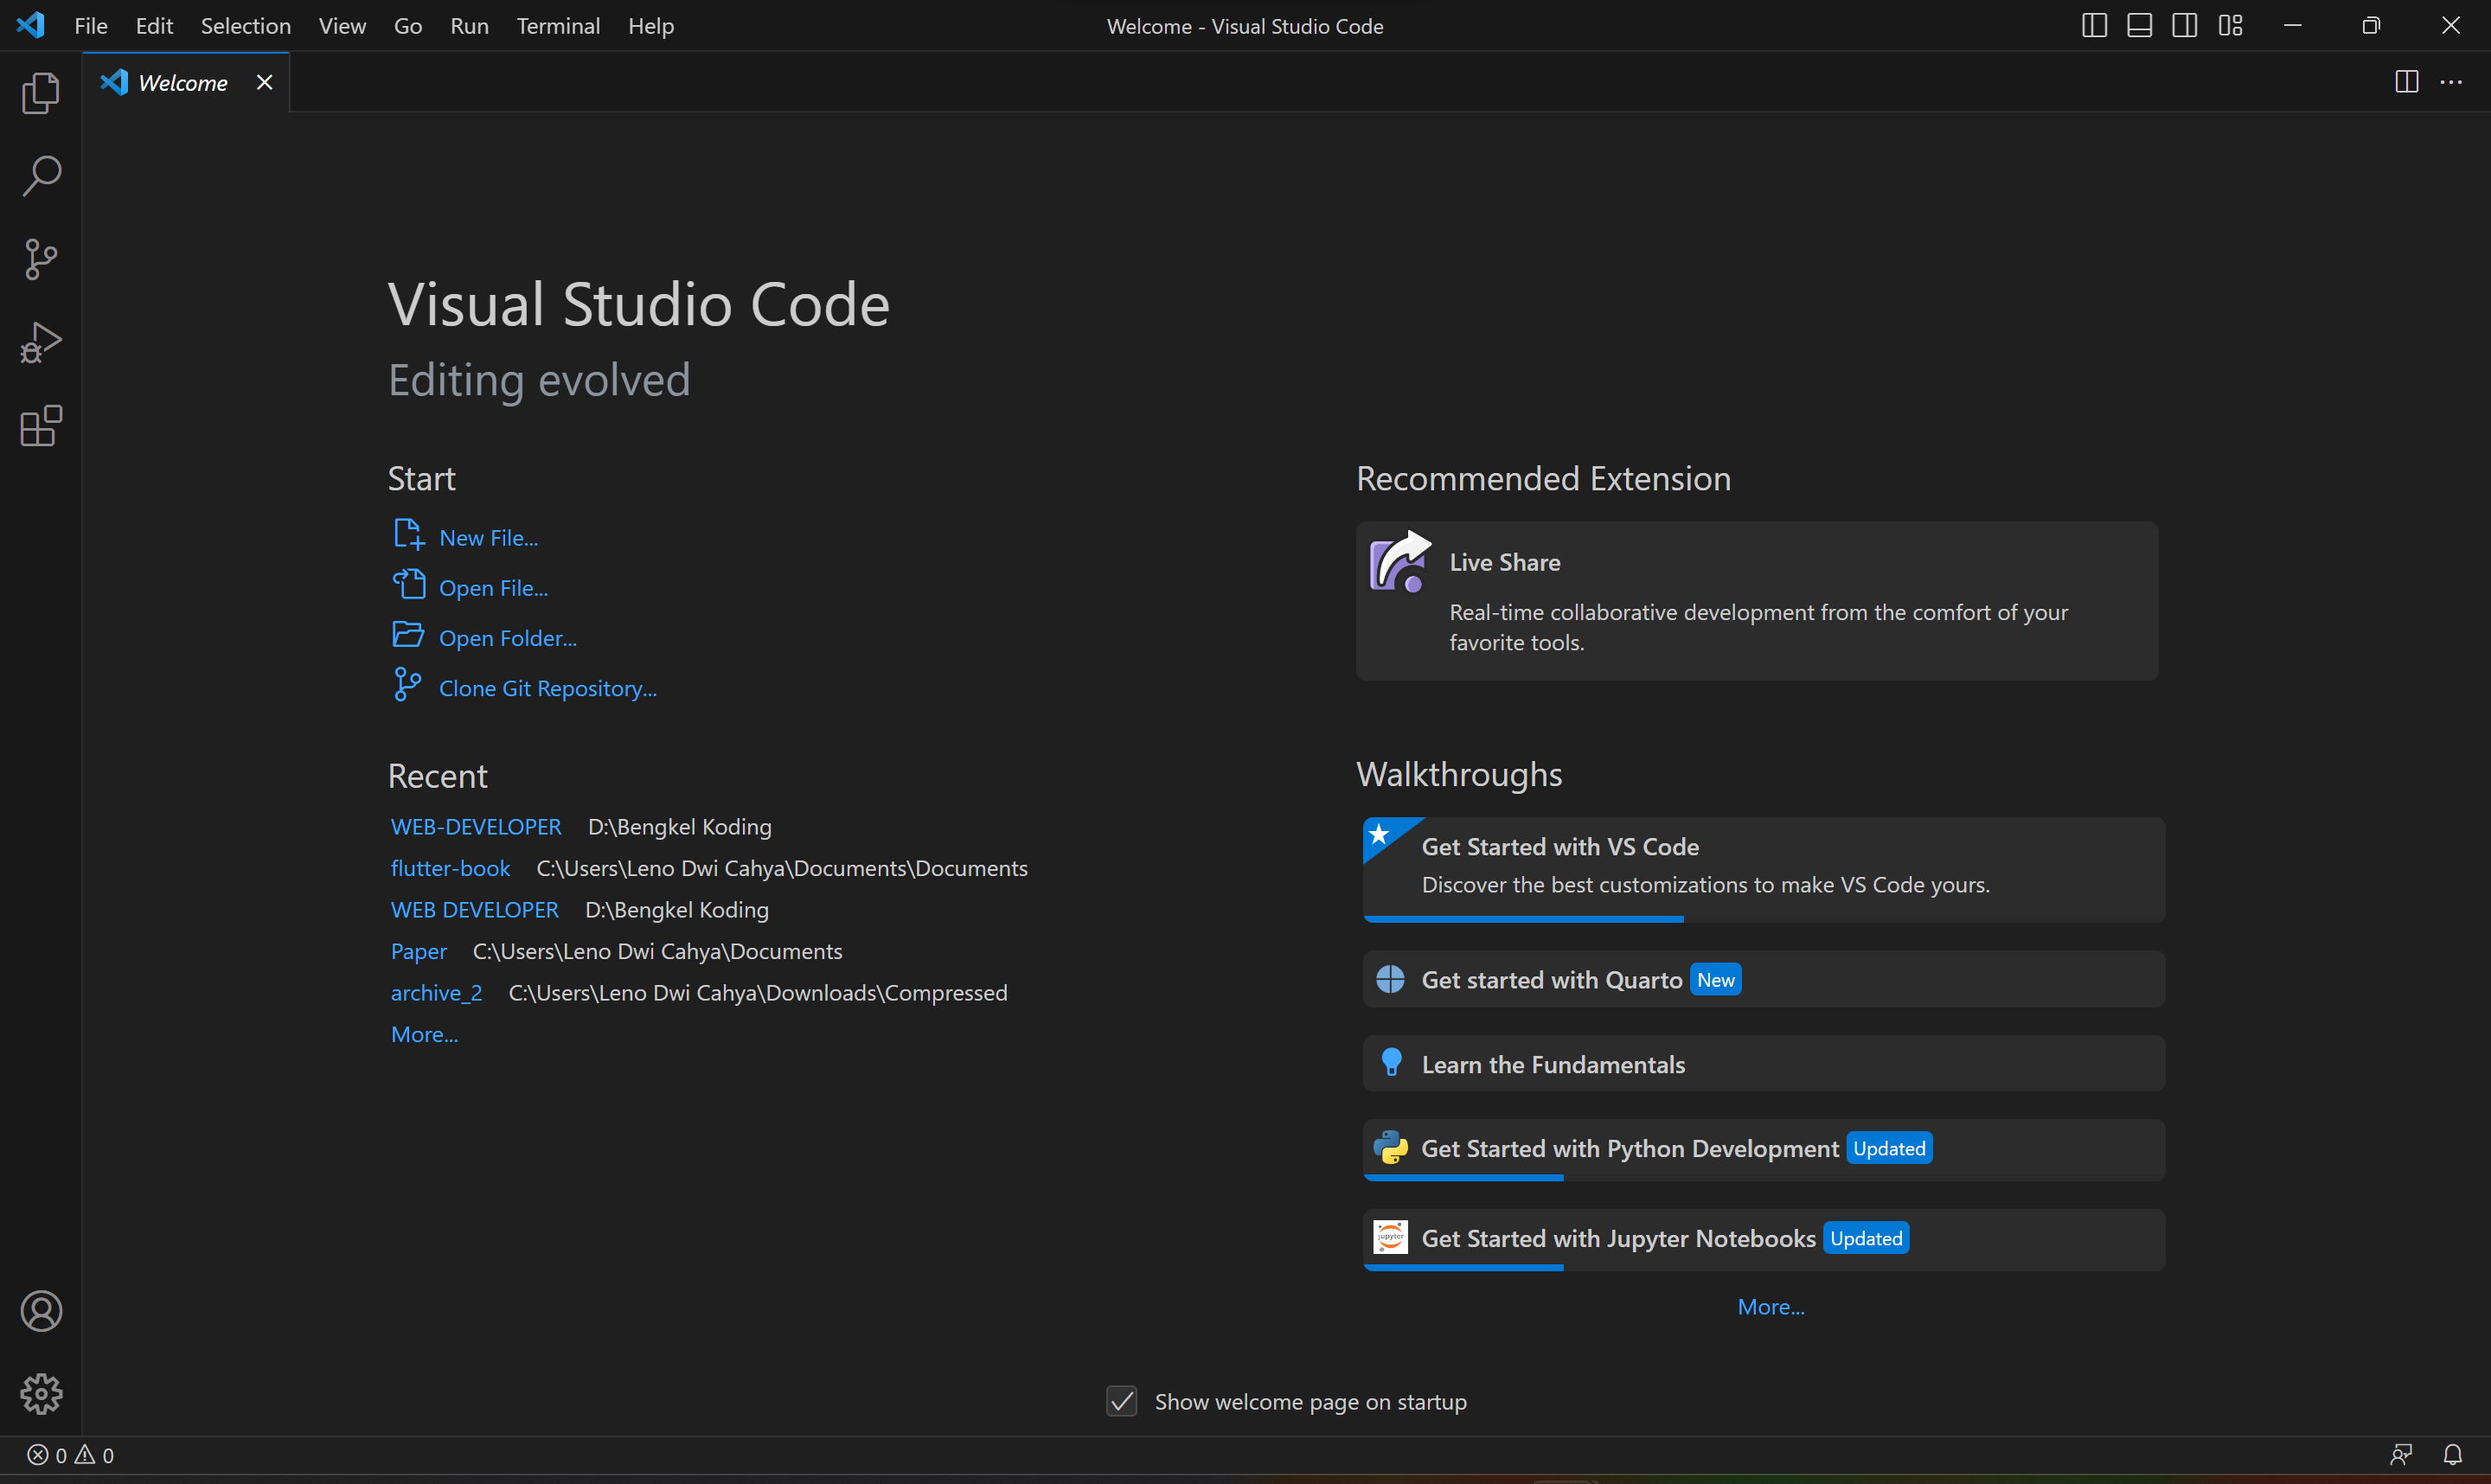 File Edit Selection View Go Run Terminal Help
Welcome - Visual Studio Code
Welcome
Visual Studio Code
Editing evolved
Start
New File...
Open File...
Open Folder...
Clone Git Repository...
Recent
WEB-DEVELOPER D:\Bengkel Koding
flutter-book C:\Users\Leno Dwi Cahya\Documents\Documents
WEB DEVELOPER D:\Bengkel Koding
Paper C:\Users\Leno Dwi Cahya\Documents
archive_2 C:\Users\Leno Dwi Cahya\Downloads\Compressed
More...
Recommended Extension
Live Share
Real-time collaborative development from the comfort of your
favorite tools.
Walkthroughs
Get Started with VS Code
Discover the best customizations to make VS Code yours.
Get started with Quarto New
Learn the Fundamentals
Get Started with Python Development Updated
jupyter Get Started with Jupyter Notebooks Updated
More...
Show welcome page on startup
0 0